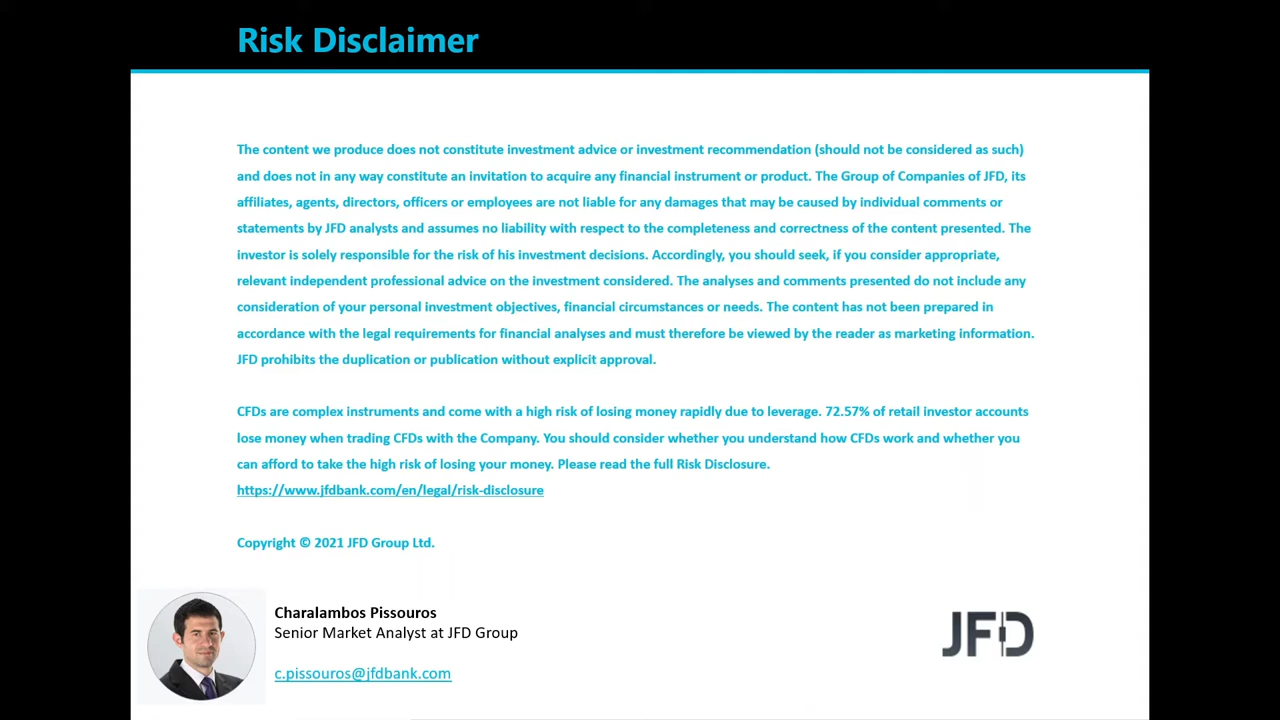 Risk Disclaimer
The content we produce does not constitute investment advice or investment recommendation (should not be considered as such)
and does not in any way constitute an invitation to acquire any financial instrument or product. The Group of Companies of JFD, its
affiliates, agents, directors, officers or employees are not liable for any damages that may be caused by individual comments or
statements by JFD analysts and assumes no liability with respect to the completeness and correctness of the content presented. The
investor is solely responsible for the risk of his investment decisions. Accordingly, you should seek, if you consider appropriate,
relevant independent professional advice on the investment considered. The analyses and comments presented do not include any
consideration of your personal investment objectives, financial circumstances or needs. The content has not been prepared in
accordance with the legal requirements for financial analyses and must therefore be viewed by the reader as marketing information.
JFD prohibits the duplication or publication without explicit approval.
CFDs are complex instruments and come with a high risk of losing money rapidly due to leverage. 72.57% of retail investor accounts
lose money when trading CFDs with the Company. You should consider whether you understand how CFDs work and whether you
can afford to take the high risk of losing your money. Please read the full Risk Disclosure.
https://www.jfdbank.com/en/legal/risk-disclosure
Copyright © 2021 JFD Group Ltd.
Charalambos Pissouros
Senior Market Analyst at JFD Group
c.pissouros@jfdbank.com
JFD